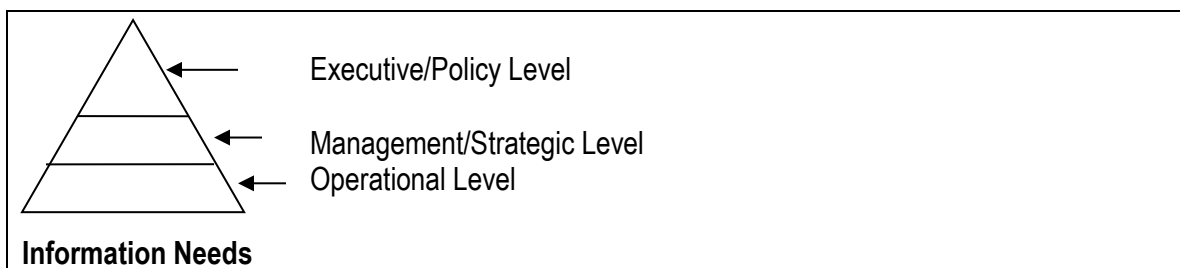 Executive/Policy Level
Management/Strategic Level
Operational Level
Information Needs